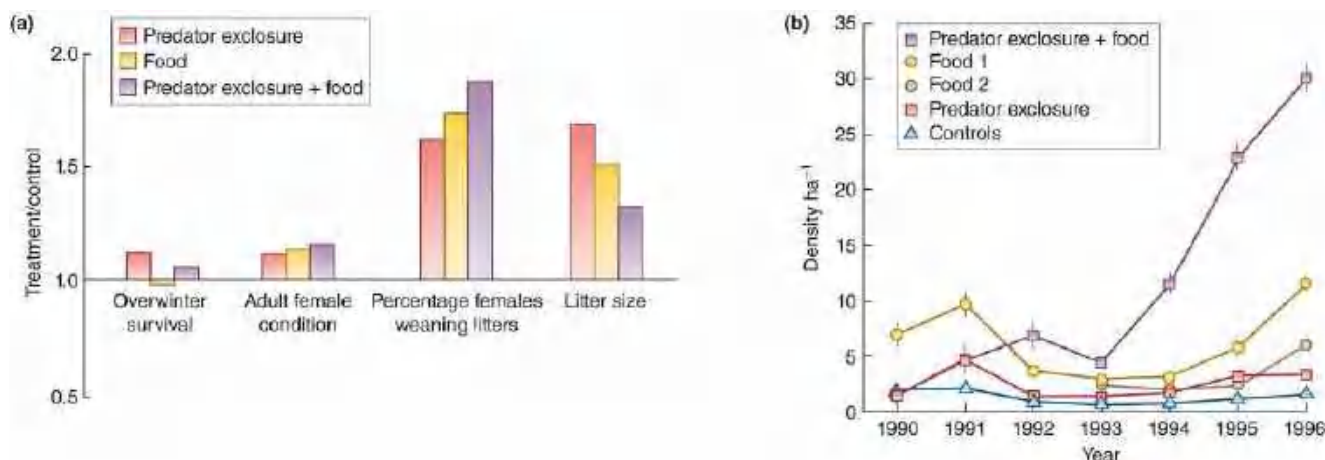 (a)
Predator exclosure
Food
Predator exclosure + food
2.0
1.5
1.0
0.5
Treatment/control
Overwinter
survival
Adult female
condition
Percentage females
weaning litters
Litter size
(b)
Predator exclosure + food
Food 1
Food 2
Predator exclosure
Controls
35
30
25
20
15
10
5
0
Density ha⁻¹
1990 1991 1992 1993 1994 1995 1996
Year